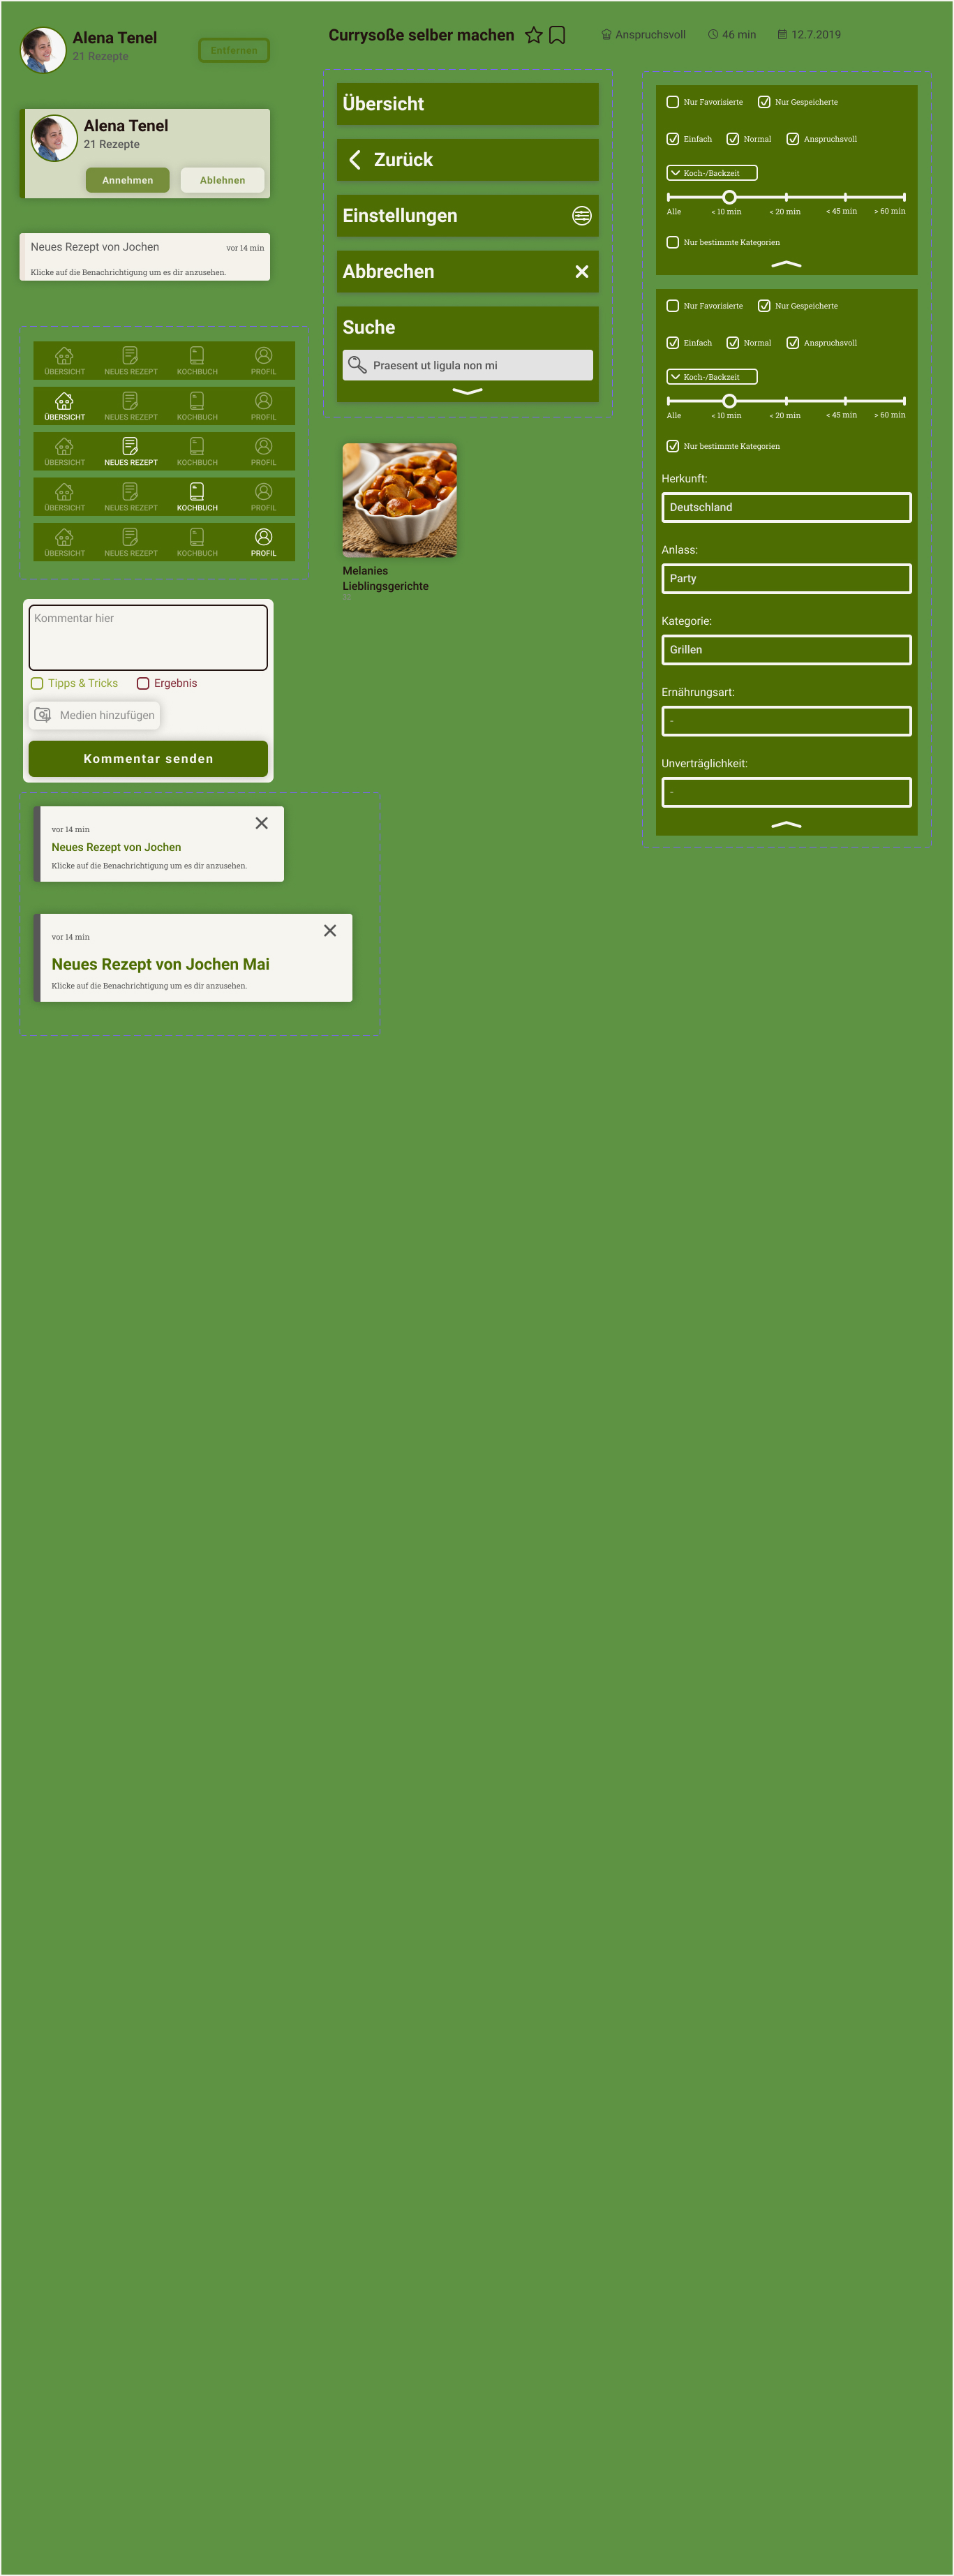 Alena Tenel
21 Rezepte
Entfernen
Alena Tenel
21 Rezepte
Annehmen
Ablehnen
Neues Rezept von Jochen
vor 14 min
Klicke auf die Benachrichtigung um es dir anzusehen.
ÜBERSICHT NEUES REZEPT KOCHBUCH PROFIL
ÜBERSICHT NEUES REZEPT KOCHBUCH PROFIL
ÜBERSICHT NEUES REZEPT KOCHBUCH PROFIL
ÜBERSICHT NEUES REZEPT KOCHBUCH PROFIL
ÜBERSICHT NEUES REZEPT KOCHBUCH PROFIL
Kommentar hier
Tipps & Tricks
Ergebnis
Medien hinzufügen
Kommentar senden
vor 14 min
Neues Rezept von Jochen
Klicke auf die Benachrichtigung um es dir anzusehen.
vor 14 min
Neues Rezept von Jochen Mai
Klicke auf die Benachrichtigung um es dir anzusehen.
Currysoße selber machen
Anspruchsvoll
46 min
12.7.2019
Übersicht
Zurück
Einstellungen
Abbrechen
Suche
Praesent ut ligula non mi
Melanies
Lieblingsgerichte
Nur Favorisierte
Nur Gespeicherte
Einfach
Normal
Anspruchsvoll
Koch-/Backzeit
Alle < 10 min < 20 min < 45 min > 60 min
Nur bestimmte Kategorien
Nur Favorisierte
Nur Gespeicherte
Einfach
Normal
Anspruchsvoll
Koch-/Backzeit
Alle < 10 min < 20 min < 45 min > 60 min
Nur bestimmte Kategorien
Herkunft:
Deutschland
Anlass:
Party
Kategorie:
Grillen
Ernährungsart:
-
Unverträglichkeit:
-